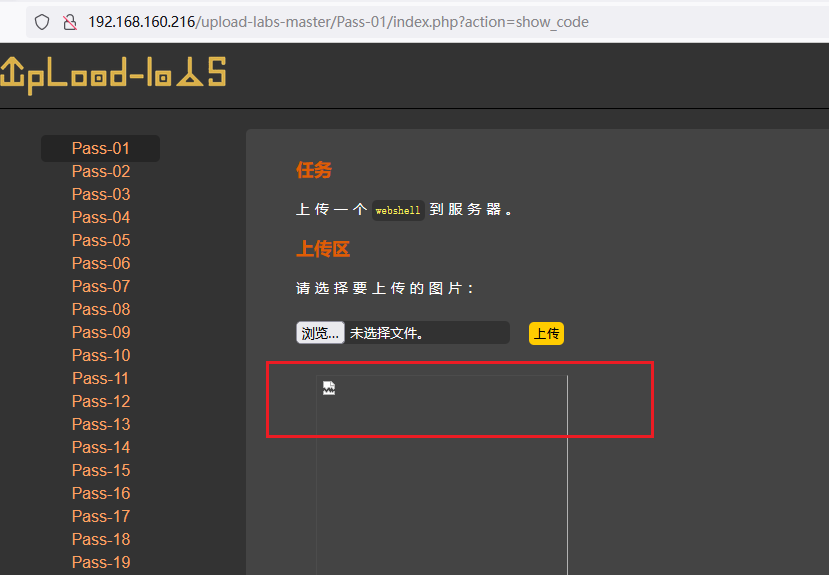 192.168.160.216/upload-labs-master/Pass-01/index.php?action=show_code
UpLoad-labs
Pass-01
Pass-02
Pass-03
Pass-04
Pass-05
Pass-06
Pass-07
Pass-08
Pass-09
Pass-10
Pass-11
Pass-12
Pass-13
Pass-14
Pass-15
Pass-16
Pass-17
Pass-18
Pass-19
任务
上传一个 webshell 到服务器。
上传区
请选择要上传的图片：
浏览... 未选择文件。 上传